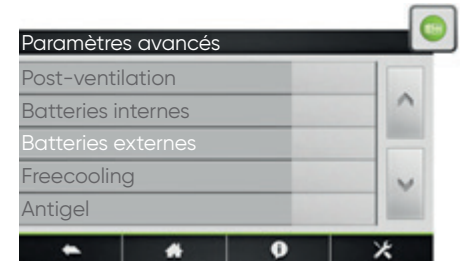 Paramètres avancés
Post-ventilation
Batteries internes
Batteries externes
Freecooling
Antigel